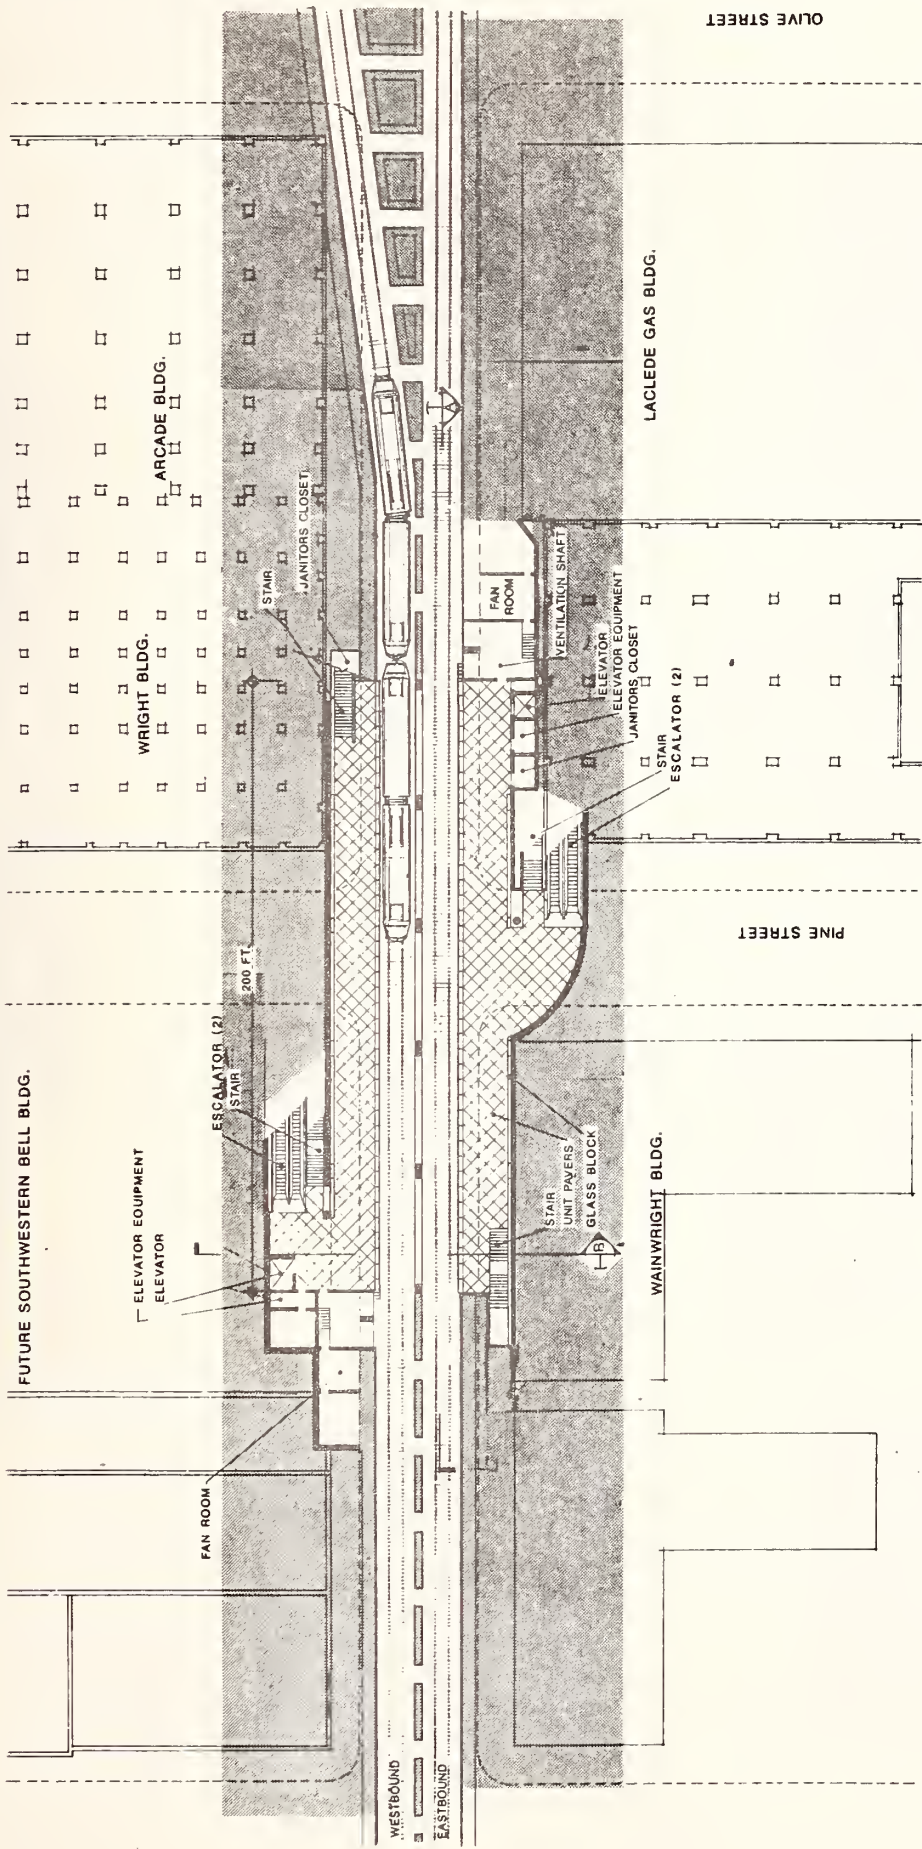 OLIVE STREET
ARCADE BLDG.
LACLEDE GAS BLDG.
WRIGHT BLDG.
STAIR
JANITORS CLOSET
FAN
ROOM
VENTILATION SHAFT
ELEVATOR
ELEVATOR EQUIPMENT
JANITORS CLOSET
STAIR
ESCALATOR (2)
A
PINE STREET
200 FT.
FUTURE SOUTHWESTERN BELL BLDG.
ESCALATOR (2)
STAIR
ELEVATOR EQUIPMENT
ELEVATOR
STAIR
UNIT PAVERS
GLASS BLOCK
B
WAINWRIGHT BLDG.
FAN ROOM
WESTBOUND
EASTBOUND